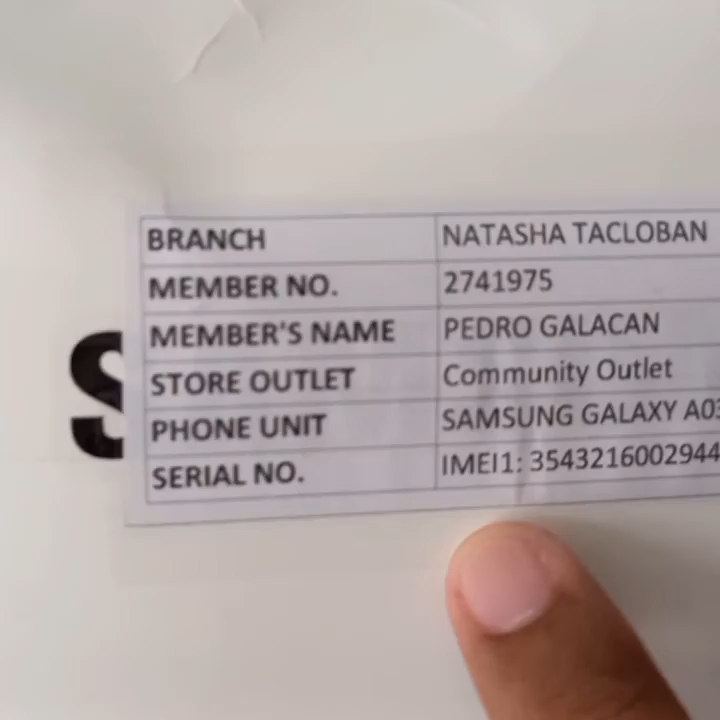 BRANCH NATASHA TACLOBAN
MEMBER NO. 2741975
MEMBER'S NAME PEDRO GALACAN
STORE OUTLET Community Outlet
PHONE UNIT SAMSUNG GALAXY A03
SERIAL NO. IMEI1: 3543216002944
S